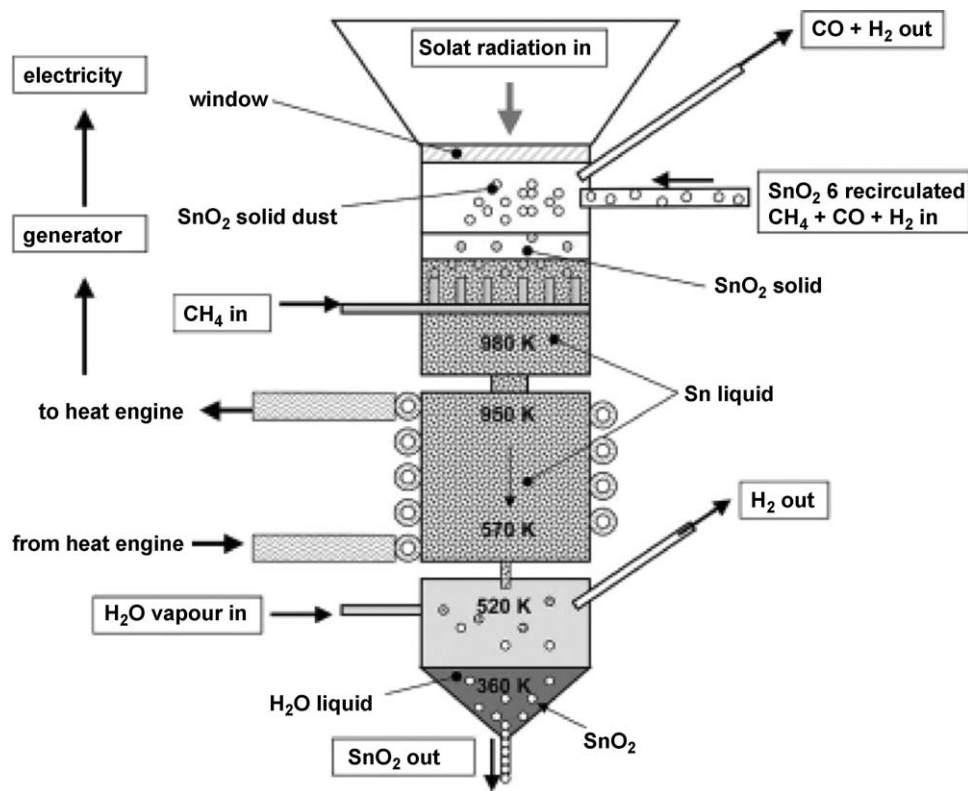 CO + H2 out
Solat radiation in
electricity
window
SnO2 6 recirculated
CH4 + CO + H2 in
SnO2 solid dust
generator
SnO2 solid
CH4 in
980 K
Sn liquid
to heat engine
950 K
H2 out
570 K
from heat engine
520 K
H2O vapour in
360 K
H2O liquid
SnO2
SnO2 out